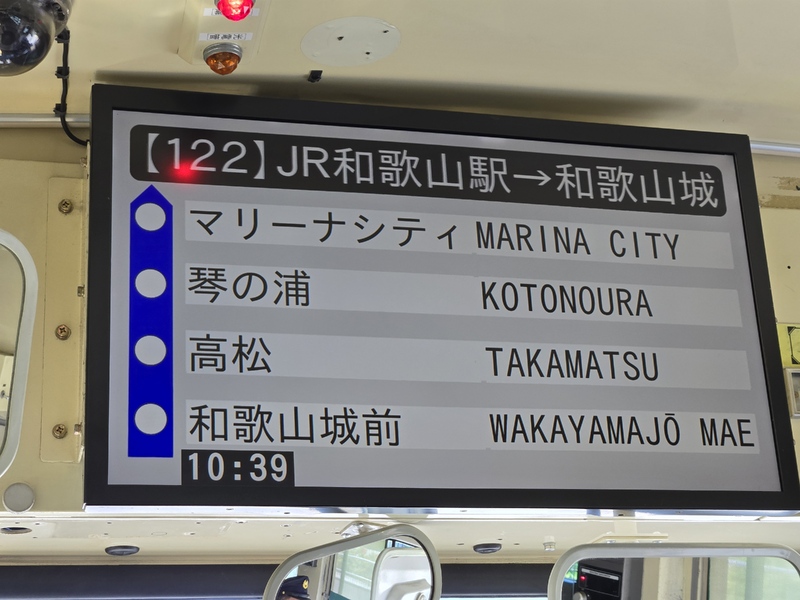 【122】JR和歌山駅→和歌山城
マリーナシティ MARINA CITY
琴の浦 KOTONOURA
高松 TAKAMATSU
和歌山城前 WAKAYAMAJŌ MAE
10:39